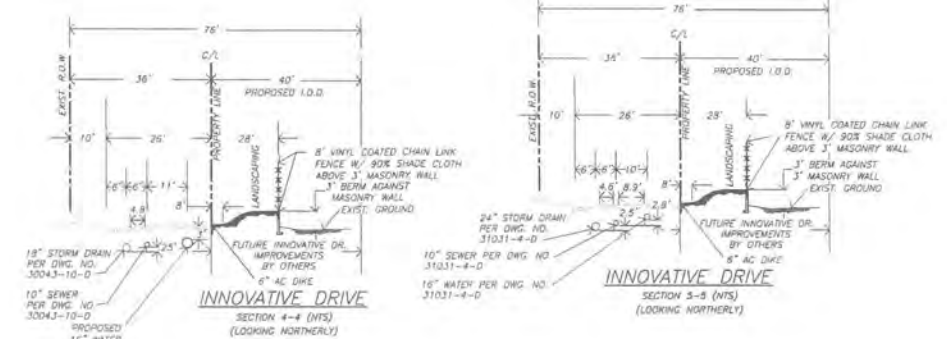 76'
C/L
36'
40'
PROPOSED I.O.D.
EXIST. R.O.W.
PROPERTY LINE
10'
26'
28'
LANDSCAPING
8' VINYL COATED CHAIN LINK
FENCE W/ 90% SHADE CLOTH
ABOVE 3' MASONRY WALL
3' BERM AGAINST
MASONRY WALL
EXIST. GROUND
6'
6'
11'
4.8'
8'
18" STORM DRAIN
PER DWG. NO.
30043-10-D
10" SEWER
PER DWG. NO.
30043-10-D
PROPOSED
FUTURE INNOVATIVE DR.
IMPROVEMENTS
BY OTHERS
6" AC DIKE
INNOVATIVE DRIVE
SECTION 4-4 (NTS)
(LOOKING NORTHERLY)
76'
C/L
36'
40'
PROPOSED I.O.D.
EXIST. R.O.W.
PROPERTY LINE
10'
26'
28'
LANDSCAPING
8' VINYL COATED CHAIN LINK
FENCE W/ 90% SHADE CLOTH
ABOVE 3' MASONRY WALL
3' BERM AGAINST
MASONRY WALL
EXIST. GROUND
6'
6'
10'
4.6'
8.9'
8'
2.5'
2.8'
24" STORM DRAIN
PER DWG. NO.
31031-4-D
10" SEWER PER DWG. NO
31031-4-D
16" WATER PER DWG. NO.
31031-4-D
FUTURE INNOVATIVE DR.
IMPROVEMENTS
BY OTHERS
6" AC DIKE
INNOVATIVE DRIVE
SECTION 5-5 (NTS)
(LOOKING NORTHERLY)